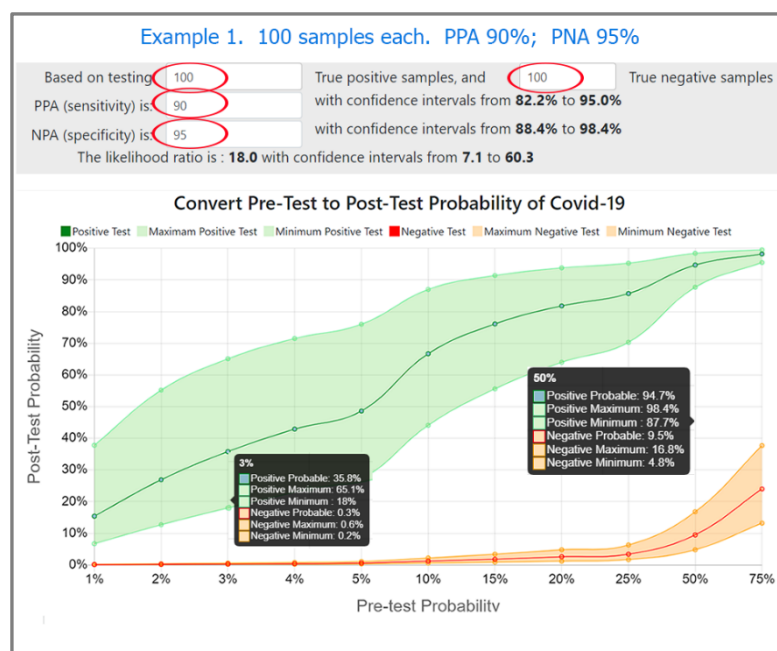 Example 1. 100 samples each. PPA 90%; PNA 95%
Based on testing 100 True positive samples, and 100 True negative samples
PPA (sensitivity) is: 90 with confidence intervals from 82.2% to 95.0%
NPA (specificity) is: 95 with confidence intervals from 88.4% to 98.4%
The likelihood ratio is : 18.0 with confidence intervals from 7.1 to 60.3
Convert Pre-Test to Post-Test Probability of Covid-19
Positive Test Maximam Positive Test Minimum Positive Test Negative Test Maximum Negative Test Minimum Negative Test
100%
90%
80%
70%
60%
50%
40%
30%
20%
10%
0%
Post-Test Probability
3%
Positive Probable: 35.8%
Positive Maximum: 65.1%
Positive Minimum : 18%
Negative Probable: 0.3%
Negative Maximum: 0.6%
Negative Minimum: 0.2%
50%
Positive Probable: 94.7%
Positive Maximum: 98.4%
Positive Minimum : 87.7%
Negative Probable: 9.5%
Negative Maximum: 16.8%
Negative Minimum: 4.8%
1% 2% 3% 4% 5% 10% 15% 20% 25% 50% 75%
Pre-test Probability